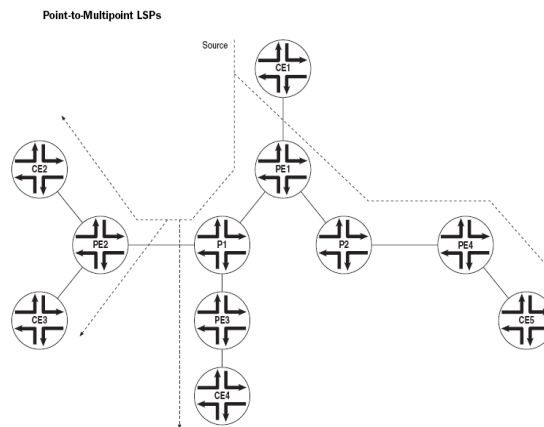 Point-to-Multipoint LSPs
Source
CE1
CE2
PE1
PE2
P1
P2
PE4
CE3
PE3
CE5
CE4